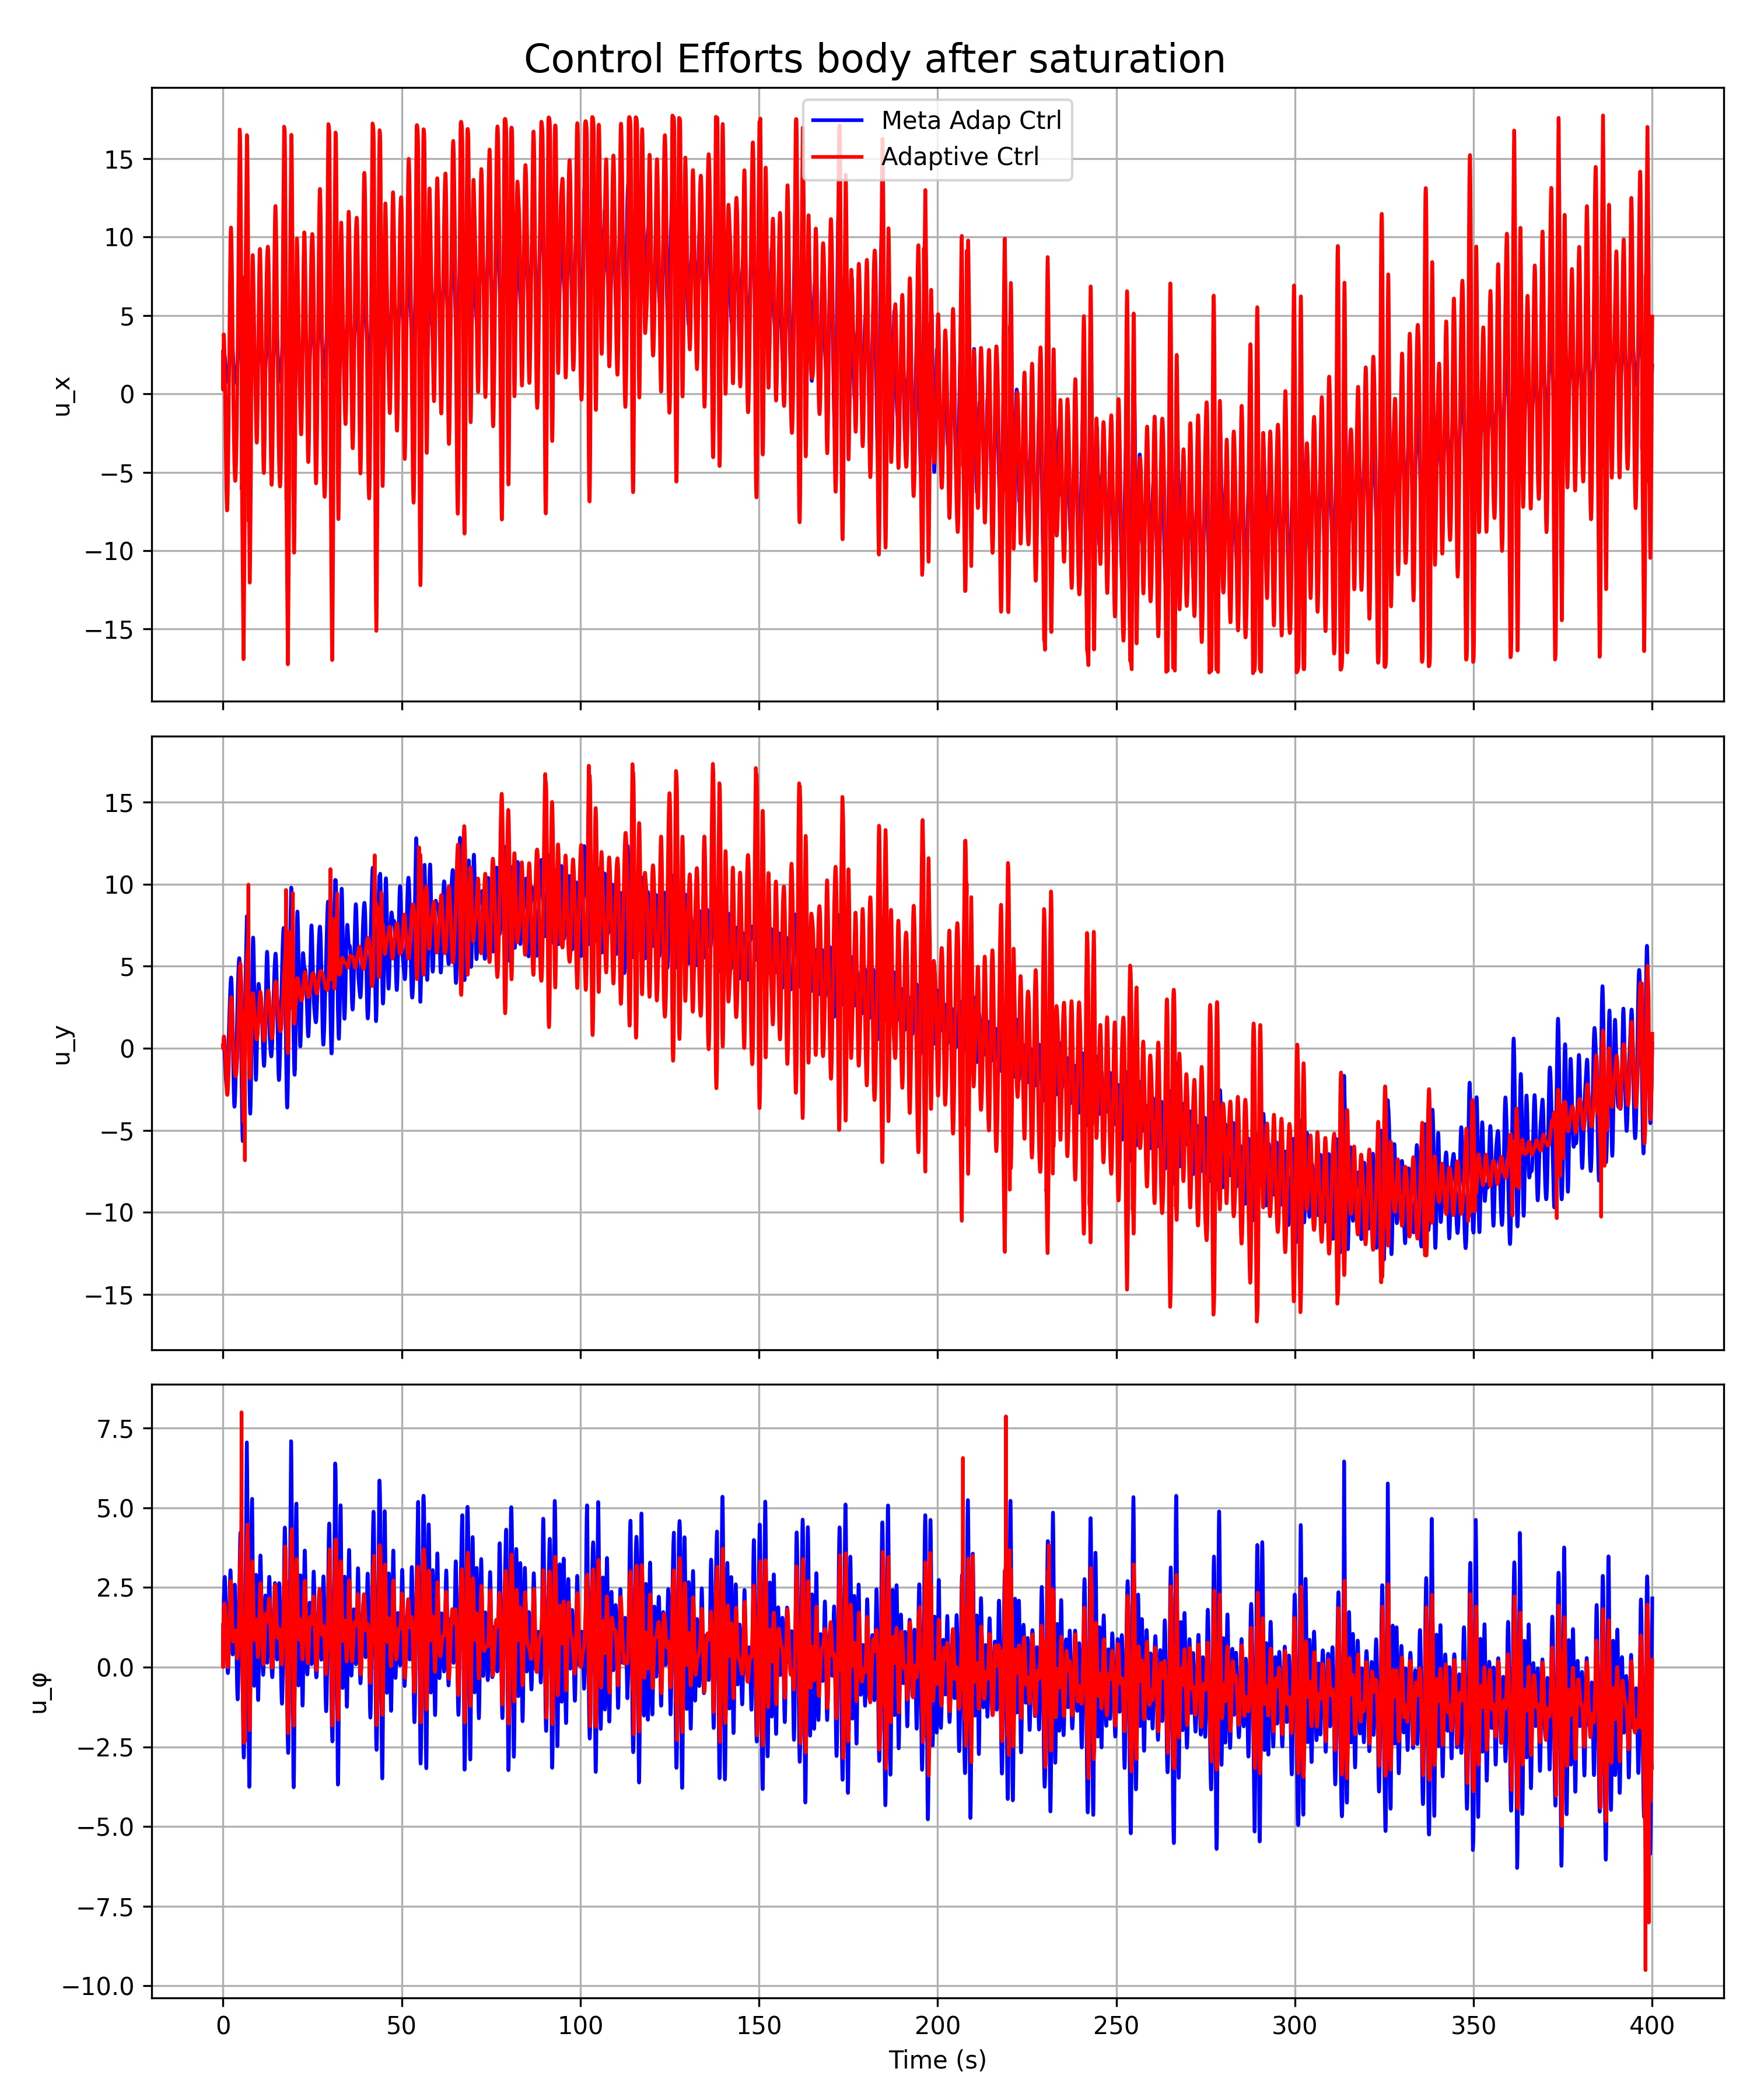 Control Efforts body after saturation
Meta Adap Ctrl
Adaptive Ctrl
15
10
5
0
−5
−10
−15
u_x
15
10
5
0
−5
−10
−15
u_y
7.5
5.0
2.5
0.0
−2.5
−5.0
−7.5
−10.0
u_φ
0 50 100 150 200 250 300 350 400
Time (s)